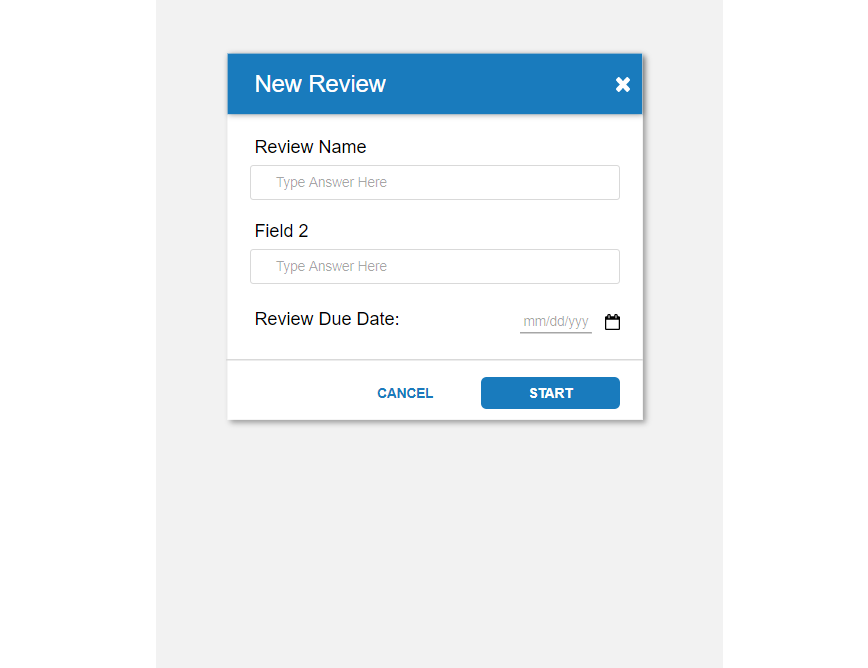 New Review
Review Name
Type Answer Here
Field 2
Type Answer Here
Review Due Date: mm/dd/yyy
CANCEL START